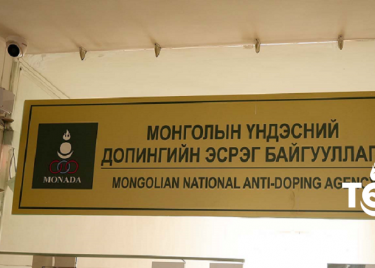 МОНГОЛЫН ҮНДЭСНИЙ
ДОПИНГИЙН ЭСРЭГ БАЙГУУЛЛАГ
MONADA
MONGOLIAN NATIONAL ANTI-DOPING AGENC